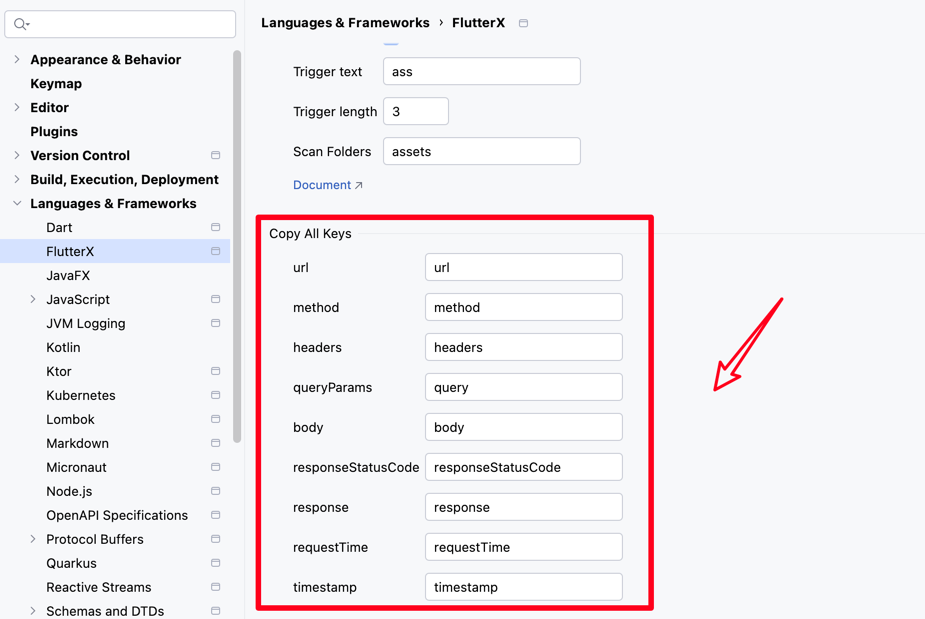 Languages & Frameworks › FlutterX
Appearance & Behavior
Keymap
Editor
Plugins
Version Control
Build, Execution, Deployment
Languages & Frameworks
Dart
FlutterX
JavaFX
JavaScript
JVM Logging
Kotlin
Ktor
Kubernetes
Lombok
Markdown
Micronaut
Node.js
OpenAPI Specifications
Protocol Buffers
Quarkus
Reactive Streams
Schemas and DTDs
Trigger text ass
Trigger length 3
Scan Folders assets
Document ↗
Copy All Keys
url url
method method
headers headers
queryParams query
body body
responseStatusCode responseStatusCode
response response
requestTime requestTime
timestamp timestamp